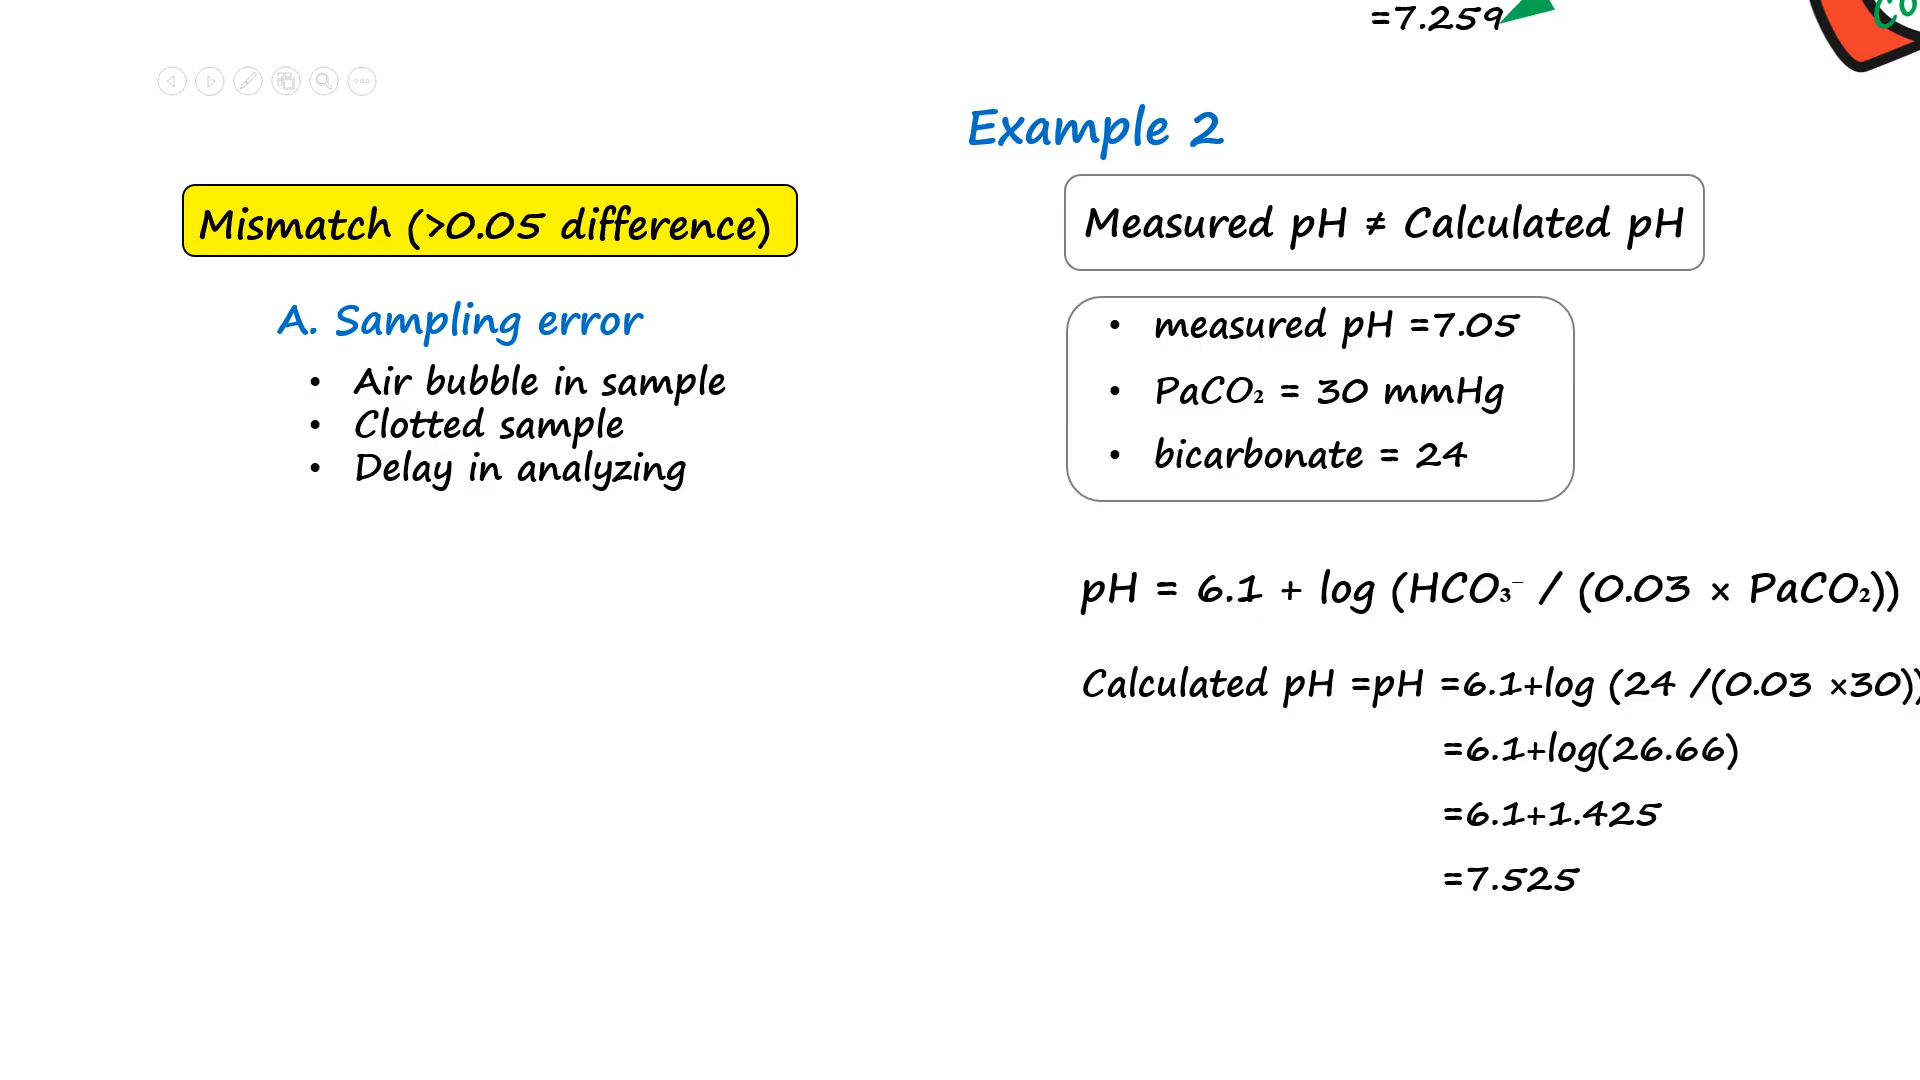 =7.259
Co
Example 2
Mismatch (>0.05 difference)
A. Sampling error
• Air bubble in sample
• Clotted sample
• Delay in analyzing
Measured pH ≠ Calculated pH
• measured pH =7.05
• PaCO₂ = 30 mmHg
• bicarbonate = 24
pH = 6.1 + log (HCO₃⁻ / (0.03 × PaCO₂))
Calculated pH =pH =6.1+log (24 /(0.03 ×30))
=6.1+log(26.66)
=6.1+1.425
=7.525